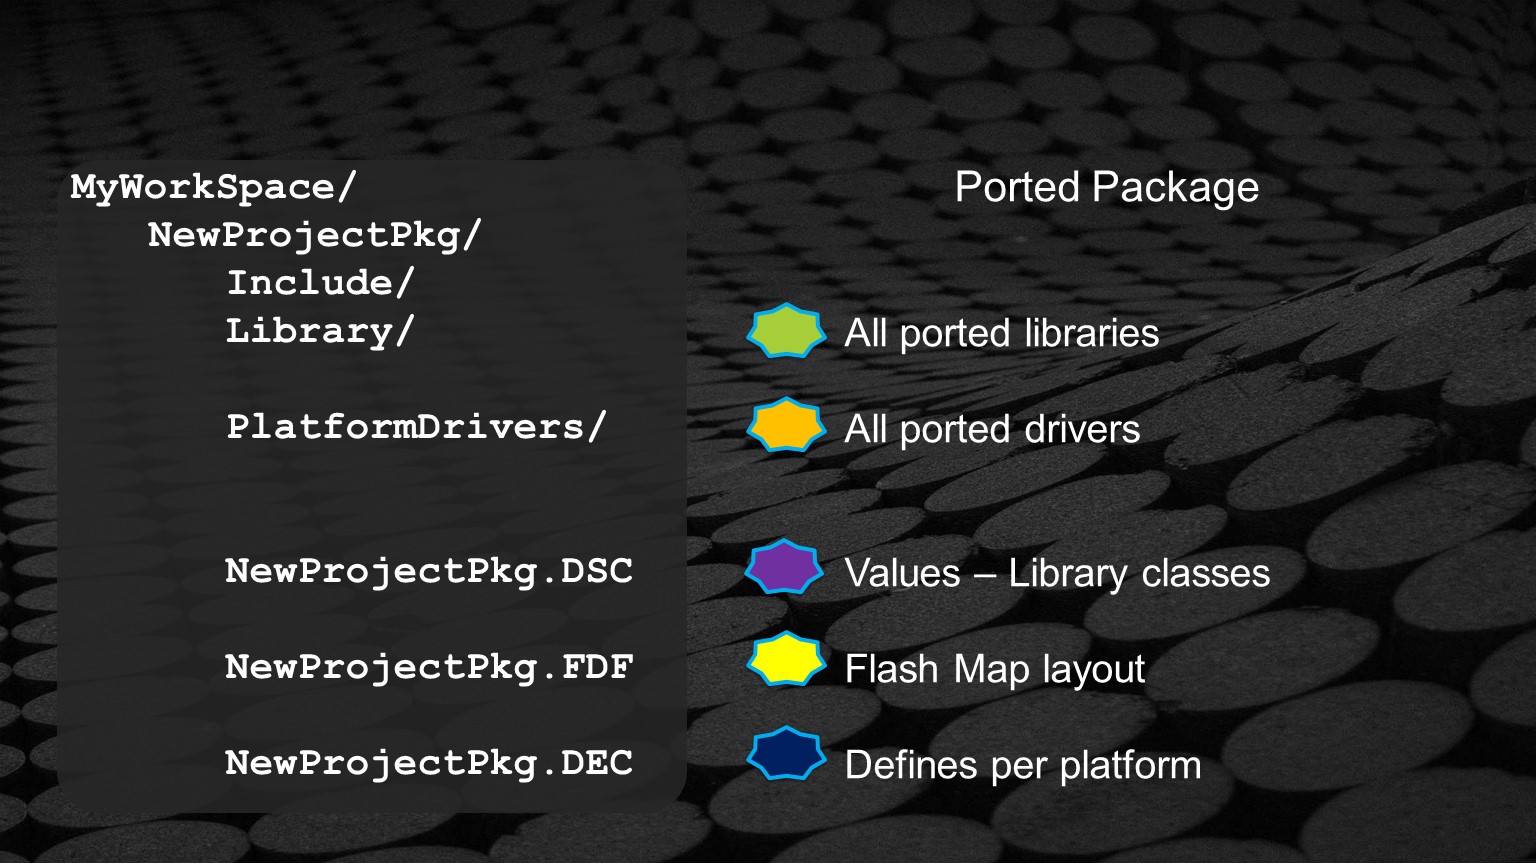 MyWorkSpace/
Ported Package
NewProjectPkg/
Include/
Library/
All ported libraries
PlatformDrivers/
All ported drivers
NewProjectPkg.DSC
Values – Library classes
NewProjectPkg.FDF
Flash Map layout
NewProjectPkg.DEC
Defines per platform